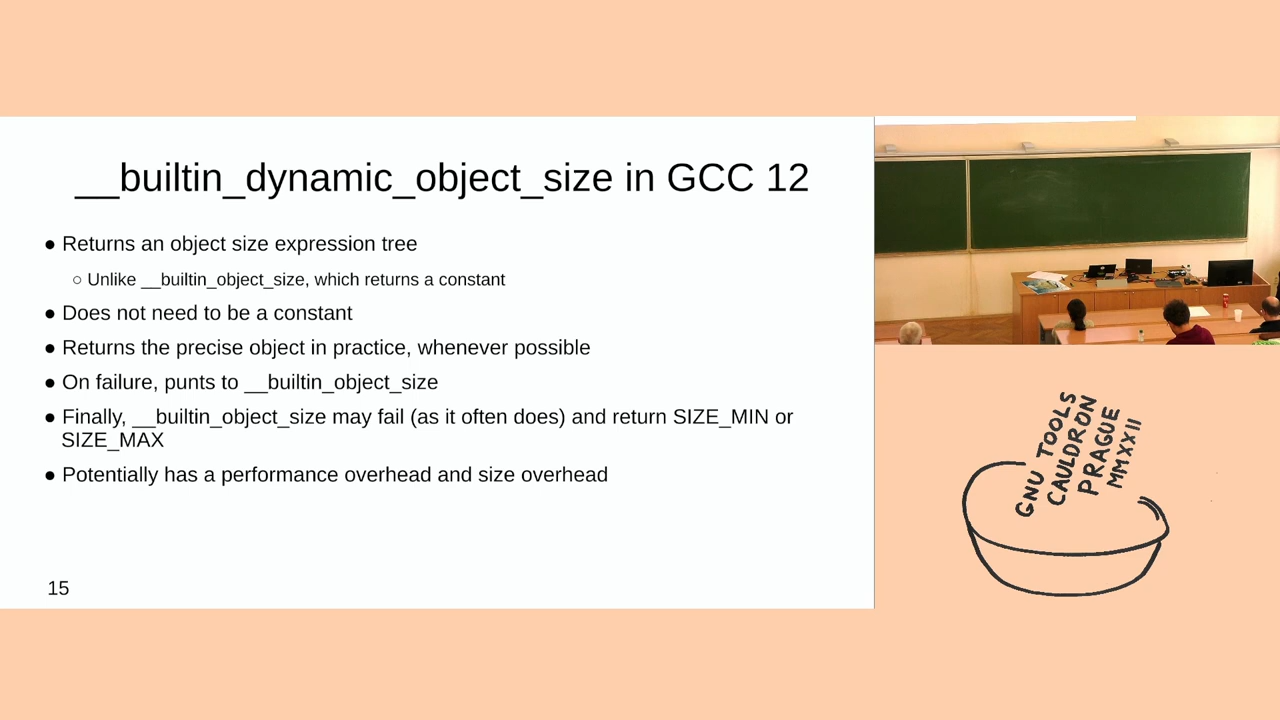 __builtin_dynamic_object_size in GCC 12
● Returns an object size expression tree
○ Unlike __builtin_object_size, which returns a constant
● Does not need to be a constant
● Returns the precise object in practice, whenever possible
● On failure, punts to __builtin_object_size
● Finally, __builtin_object_size may fail (as it often does) and return SIZE_MIN or
SIZE_MAX
● Potentially has a performance overhead and size overhead
15
GNU TOOLS
CAULDRON
PRAGUE
MMXXII